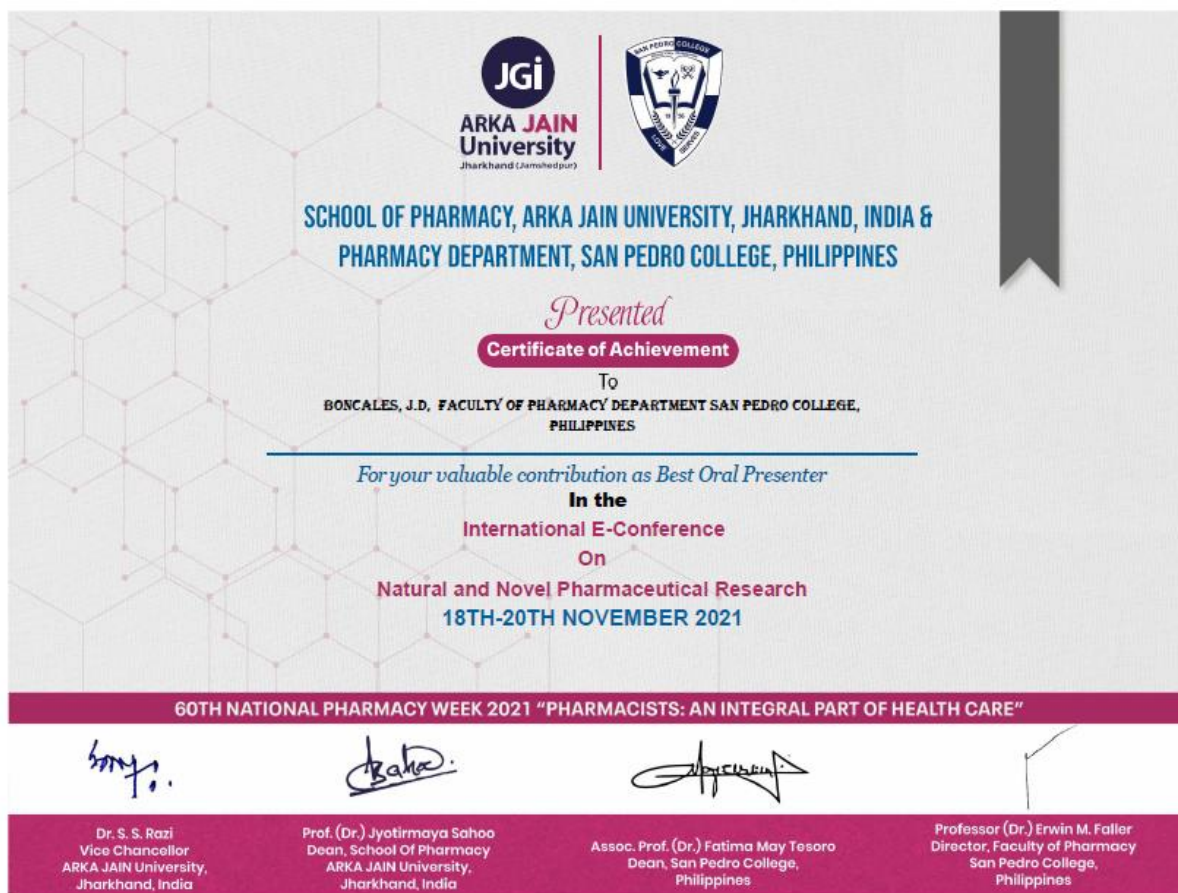 JGi
ARKA JAIN
University
Jharkhand (Jamshedpur)
SAN PEDRO COLLEGE
19 56
LOVE SERVES
SCHOOL OF PHARMACY, ARKA JAIN UNIVERSITY, JHARKHAND, INDIA &
PHARMACY DEPARTMENT, SAN PEDRO COLLEGE, PHILIPPINES
Presented
Certificate of Achievement
To
BONCALES, J.D, FACULTY OF PHARMACY DEPARTMENT SAN PEDRO COLLEGE,
PHILIPPINES
For your valuable contribution as Best Oral Presenter
In the
International E-Conference
On
Natural and Novel Pharmaceutical Research
18TH-20TH NOVEMBER 2021
60TH NATIONAL PHARMACY WEEK 2021 “PHARMACISTS: AN INTEGRAL PART OF HEALTH CARE”
Dr. S. S. Razi
Vice Chancellor
ARKA JAIN University,
Jharkhand, India
Prof. (Dr.) Jyotirmaya Sahoo
Dean, School Of Pharmacy
ARKA JAIN University,
Jharkhand, India
Assoc. Prof. (Dr.) Fatima May Tesoro
Dean, San Pedro College,
Philippines
Professor (Dr.) Erwin M. Faller
Director, Faculty of Pharmacy
San Pedro College,
Philippines